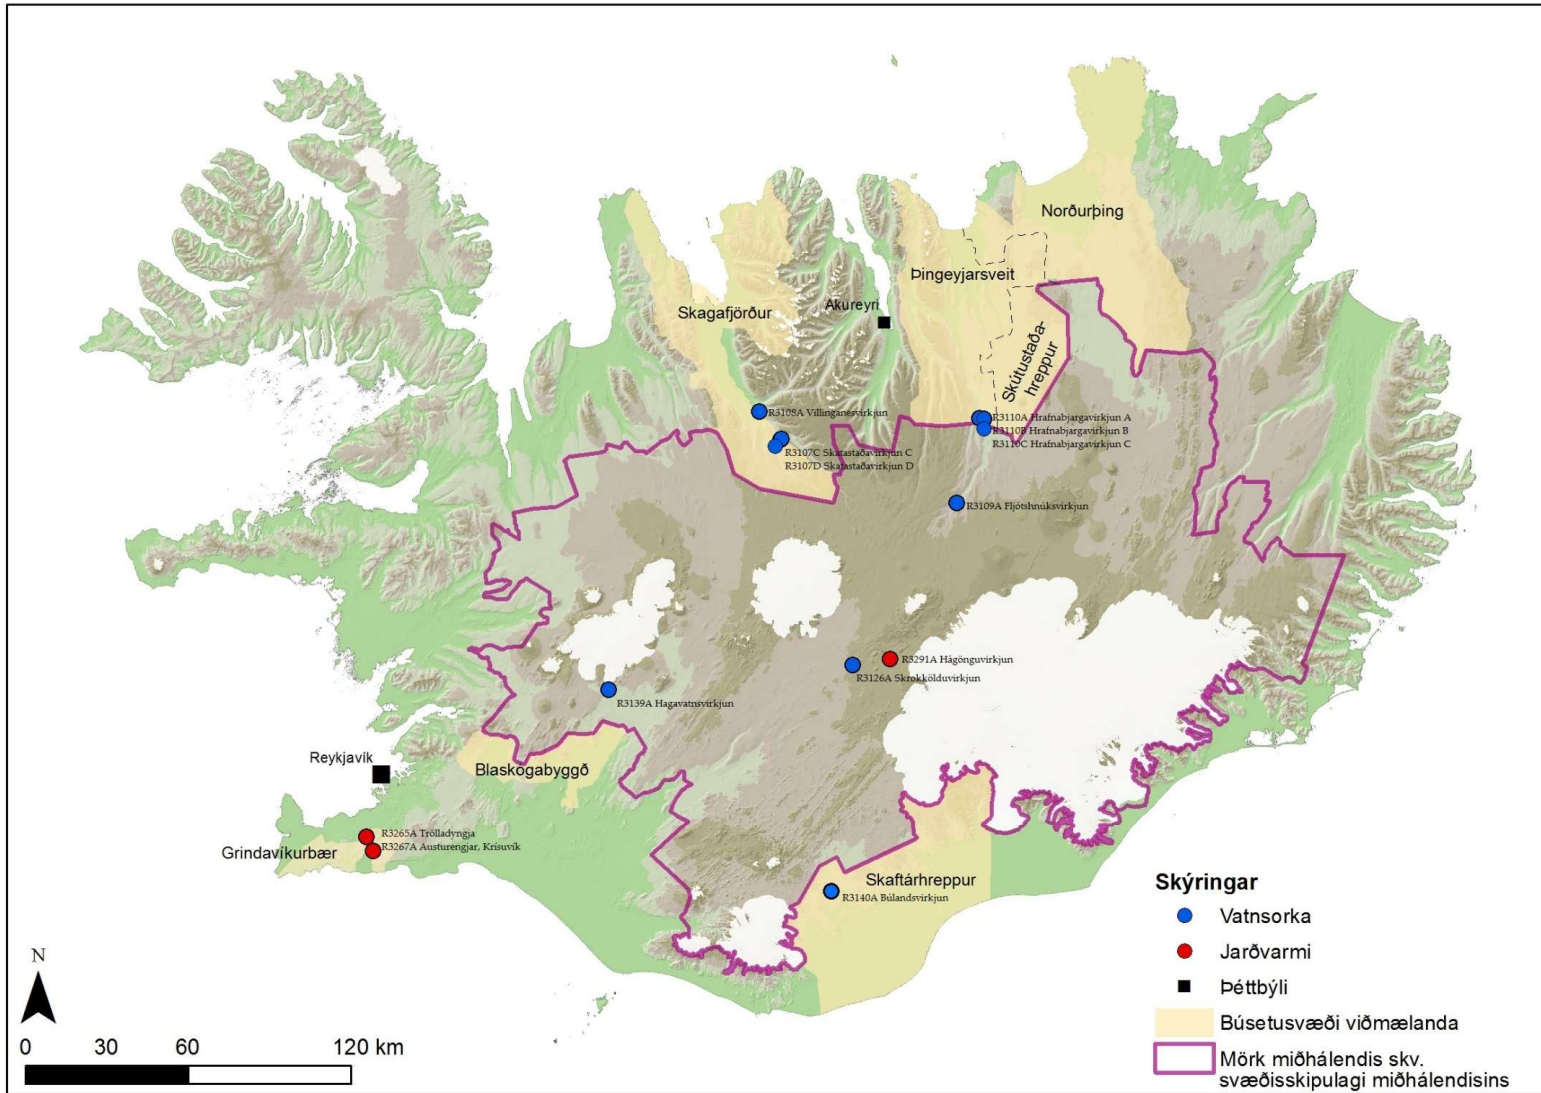 Norðurþing
Þingeyjarsveit
Skagafjörður
Akureyri
Skútustaða-
hreppur
R3108A Villinganesvirkjun
R3110A Hrafnabjargavirkjun A
R3110B Hrafnabjargavirkjun B
R3110C Hrafnabjargavirkjun C
R3107C Skatastaðavirkjun C
R3107D Skatastaðavirkjun D
R3109A Fljótshnúksvirkjun
R3291A Hágönguvirkjun
R3126A Skrokkölduvirkjun
R3139A Hagavatnsvirkjun
Reykjavík
Blaskogabyggð
R3265A Trölladyngja
R3267A Austurengjar, Krísuvík
Grindavíkurbær
Skaftárhreppur
R3140A Búlandsvirkjun
Skýringar
Vatnsorka
Jarðvarmi
Þéttbýli
Búsetusvæði viðmælanda
Mörk miðhálendis skv.
svæðisskipulagi miðhálendisins
N
0 30 60 120 km